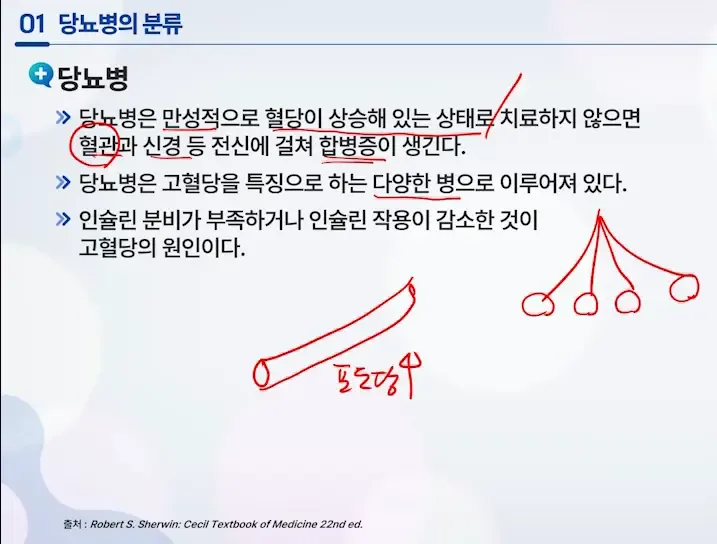 01 당뇨병의 분류
당뇨병
당뇨병은 만성적으로 혈당이 상승해 있는 상태로 치료하지 않으면
혈관과 신경 등 전신에 걸쳐 합병증이 생긴다.
당뇨병은 고혈당을 특징으로 하는 다양한 병으로 이루어져 있다.
인슐린 분비가 부족하거나 인슐린 작용이 감소한 것이
고혈당의 원인이다.
포도당↑
출처 : Robert S. Sherwin: Cecil Textbook of Medicine 22nd ed.